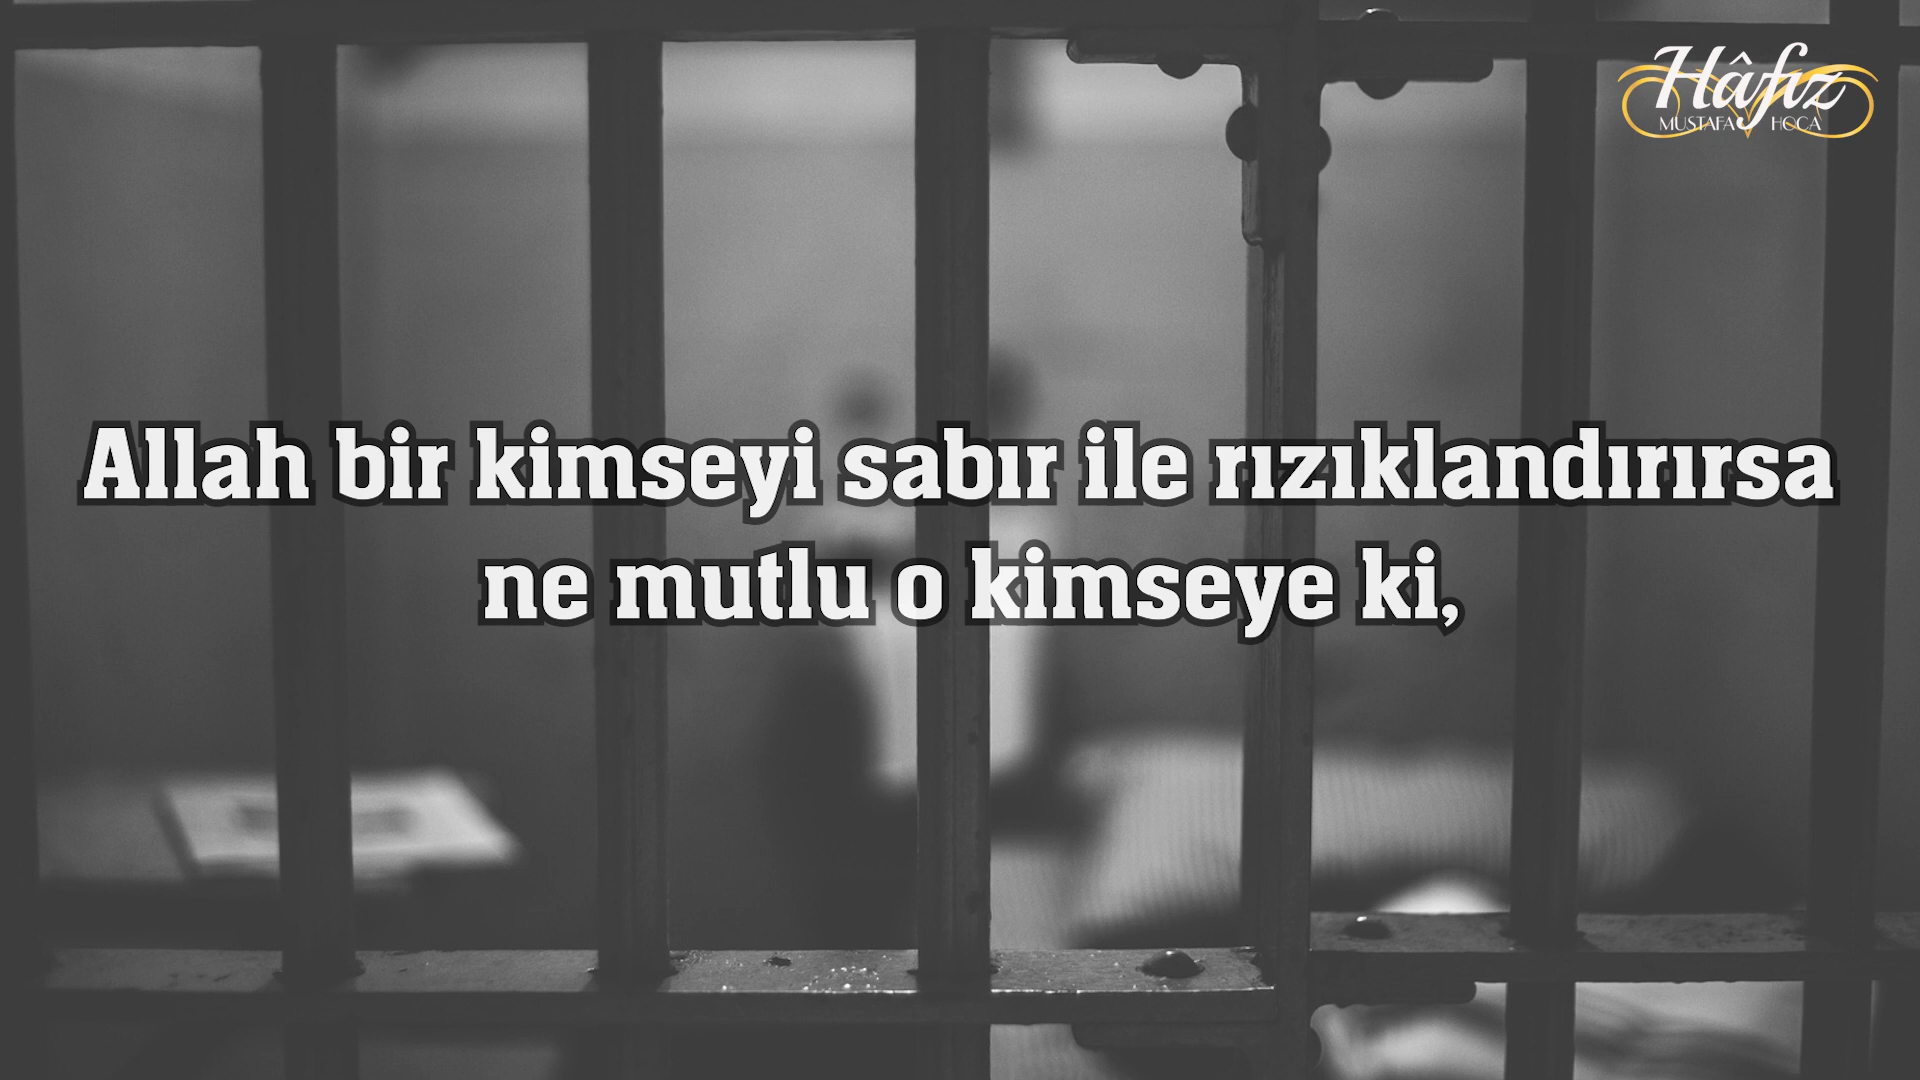 Hâfız
MUSTAFA HOCA
Allah bir kimseyi sabır ile rızıklandırırsa
ne mutlu o kimseye ki,